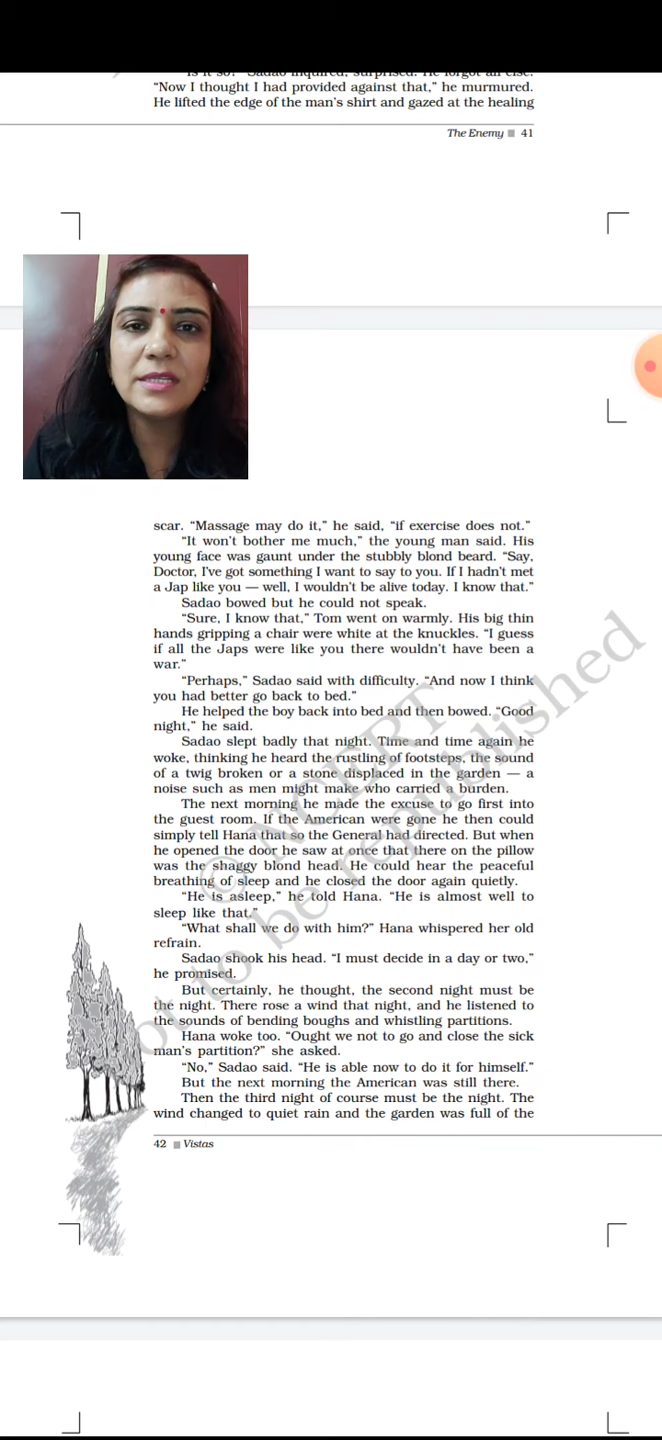 "Is it so?" Sadao inquired, surprised. He forgot all else.
"Now I thought I had provided against that," he murmured.
He lifted the edge of the man's shirt and gazed at the healing
The Enemy ■ 41
scar. "Massage may do it," he said, "if exercise does not."
"It won't bother me much," the young man said. His
young face was gaunt under the stubbly blond beard. "Say,
Doctor, I've got something I want to say to you. If I hadn't met
a Jap like you — well, I wouldn't be alive today. I know that."
Sadao bowed but he could not speak.
"Sure, I know that," Tom went on warmly. His big thin
hands gripping a chair were white at the knuckles. "I guess
if all the Japs were like you there wouldn't have been a
war."
"Perhaps," Sadao said with difficulty. "And now I think
you had better go back to bed."
He helped the boy back into bed and then bowed. "Good
night," he said.
Sadao slept badly that night. Time and time again he
woke, thinking he heard the rustling of footsteps, the sound
of a twig broken or a stone displaced in the garden — a
noise such as men might make who carried a burden.
The next morning he made the excuse to go first into
the guest room. If the American were gone he then could
simply tell Hana that so the General had directed. But when
he opened the door he saw at once that there on the pillow
was the shaggy blond head. He could hear the peaceful
breathing of sleep and he closed the door again quietly.
"He is asleep," he told Hana. "He is almost well to
sleep like that."
"What shall we do with him?" Hana whispered her old
refrain.
Sadao shook his head. "I must decide in a day or two,"
he promised.
But certainly, he thought, the second night must be
the night. There rose a wind that night, and he listened to
the sounds of bending boughs and whistling partitions.
Hana woke too. "Ought we not to go and close the sick
man's partition?" she asked.
"No," Sadao said. "He is able now to do it for himself."
But the next morning the American was still there.
Then the third night of course must be the night. The
wind changed to quiet rain and the garden was full of the
42 ■ Vistas
© NCERT
not to be republished